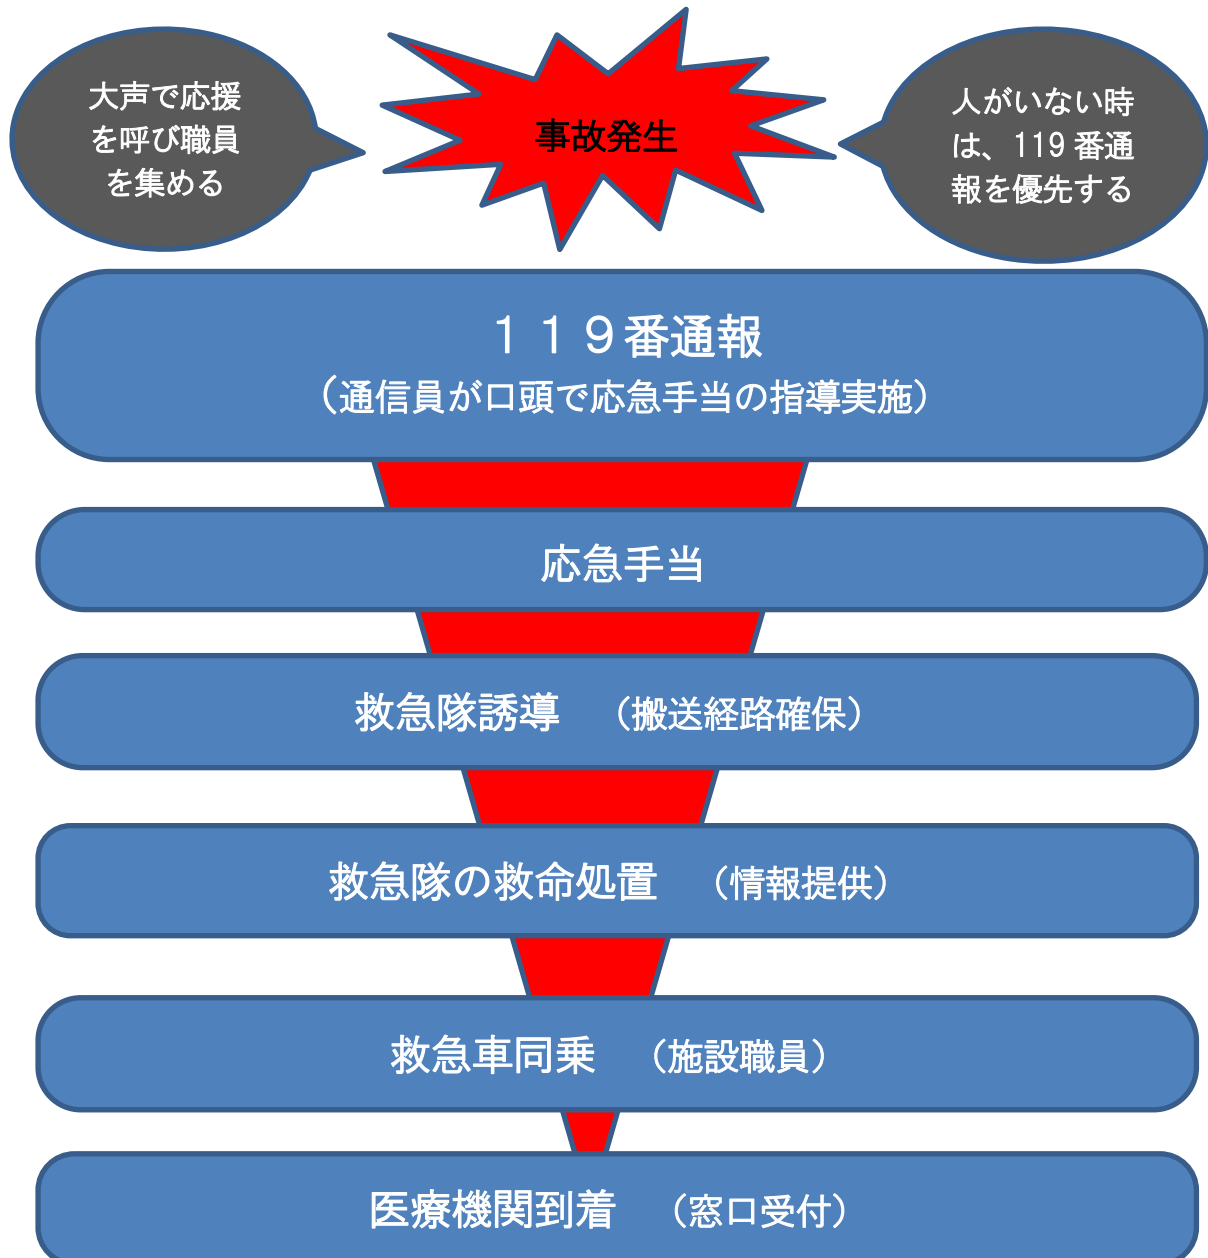 大声で応援
を呼び職員
を集める
事故発生
人がいない時
は、119 番通
報を優先する
１１９番通報
（通信員が口頭で応急手当の指導実施）
応急手当
救急隊誘導　（搬送経路確保）
救急隊の救命処置　（情報提供）
救急車同乗　（施設職員）
医療機関到着　（窓口受付）